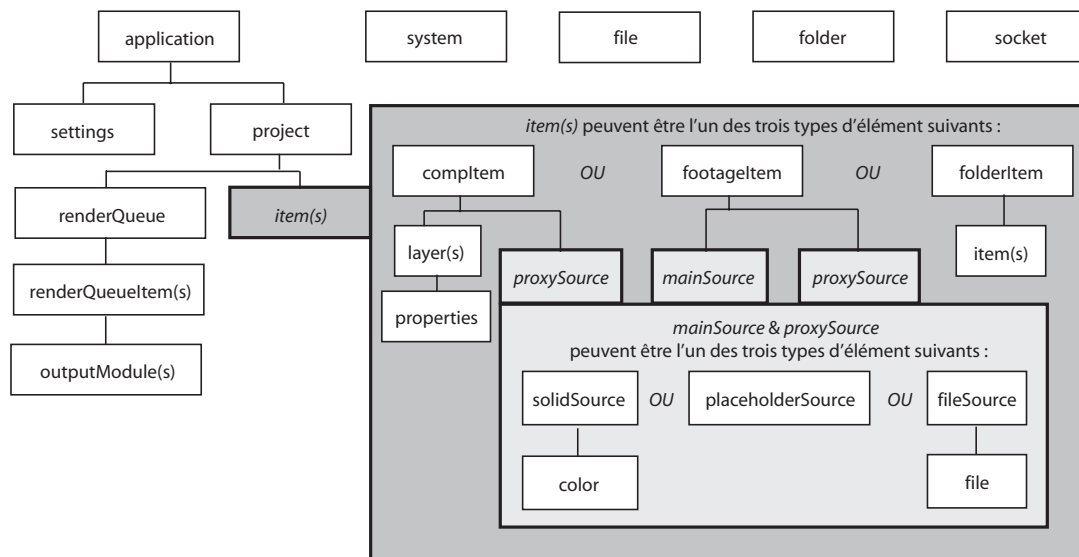 application
system
file
folder
socket
settings
project
item(s) peuvent être l'un des trois types d'élément suivants :
compItem
OU
footageItem
OU
folderItem
renderQueue
item(s)
layer(s)
item(s)
proxySource
mainSource
proxySource
renderQueueItem(s)
properties
mainSource & proxySource
peuvent être l'un des trois types d'élément suivants :
outputModule(s)
solidSource
OU
placeholderSource
OU
fileSource
color
file